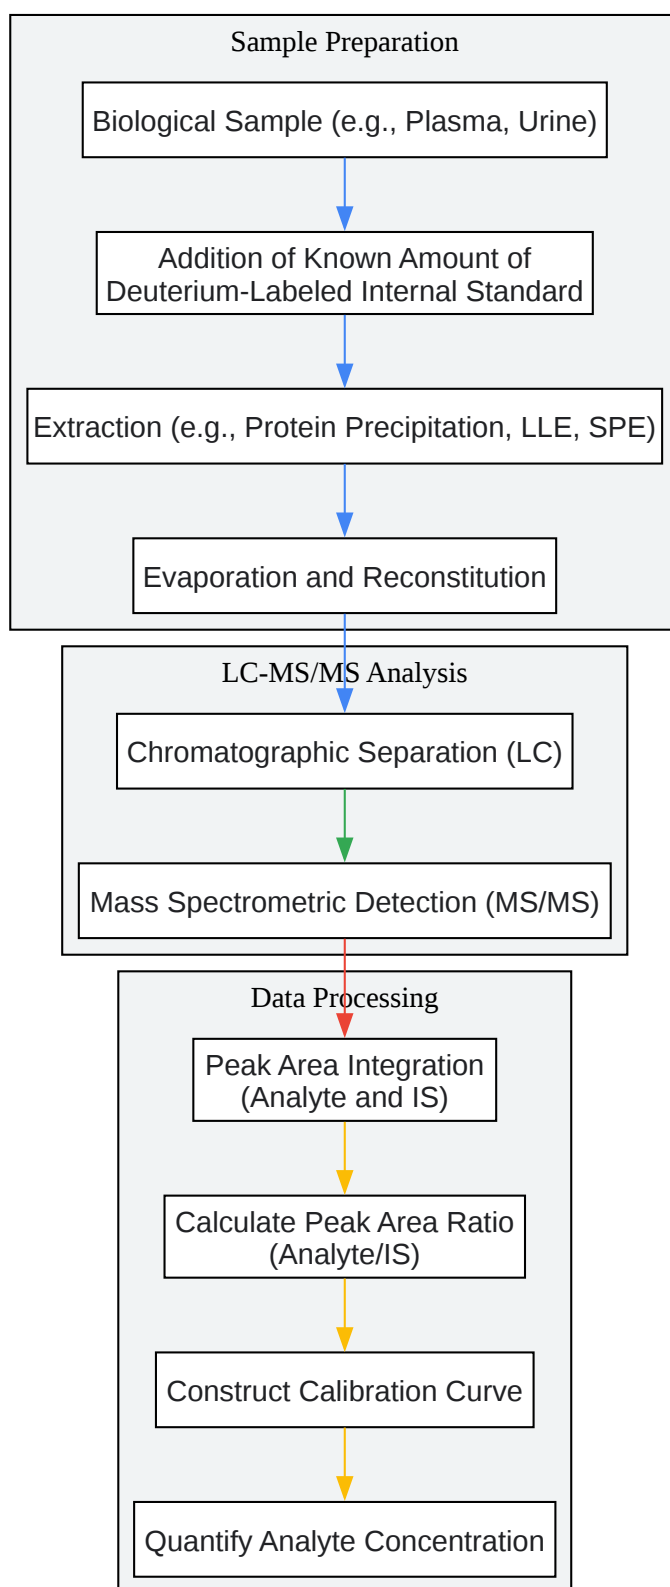 Sample Preparation
Biological Sample (e.g., Plasma, Urine)
Addition of Known Amount of
Deuterium-Labeled Internal Standard
Extraction (e.g., Protein Precipitation, LLE, SPE)
Evaporation and Reconstitution
LC-MS/MS Analysis
Chromatographic Separation (LC)
Mass Spectrometric Detection (MS/MS)
Data Processing
Peak Area Integration
(Analyte and IS)
Calculate Peak Area Ratio
(Analyte/IS)
Construct Calibration Curve
Quantify Analyte Concentration